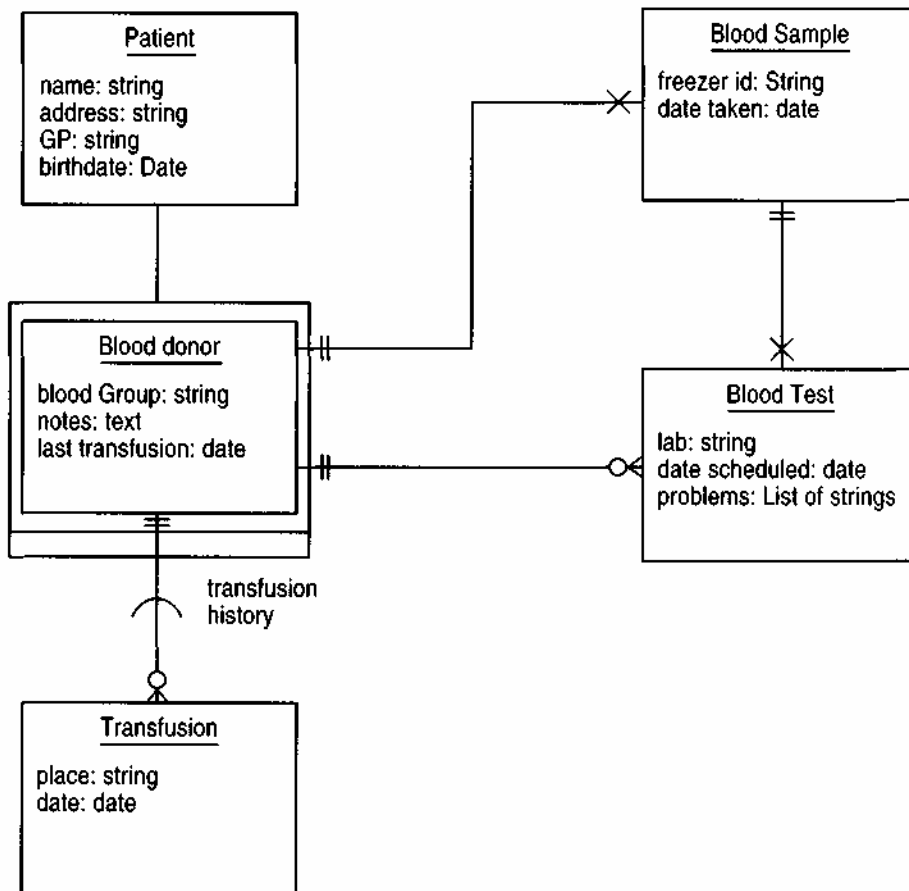 Patient
name: string
address: string
GP: string
birthdate: Date
Blood Sample
freezer id: String
date taken: date
Blood donor
blood Group: string
notes: text
last transfusion: date
Blood Test
lab: string
date scheduled: date
problems: List of strings
transfusion
history
Transfusion
place: string
date: date